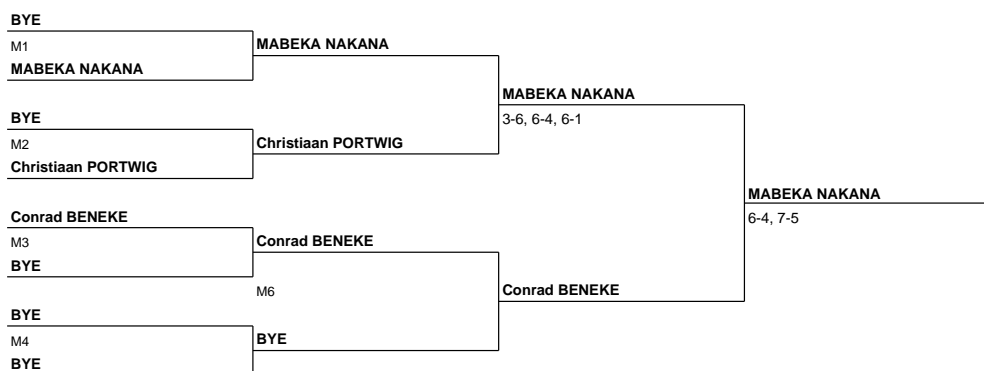 BYE
M1
MABEKA NAKANA
MABEKA NAKANA
BYE
M2
Christiaan PORTWIG
Christiaan PORTWIG
MABEKA NAKANA
3-6, 6-4, 6-1
Conrad BENEKE
M3
BYE
Conrad BENEKE
M6
BYE
M4
BYE
BYE
Conrad BENEKE
MABEKA NAKANA
6-4, 7-5